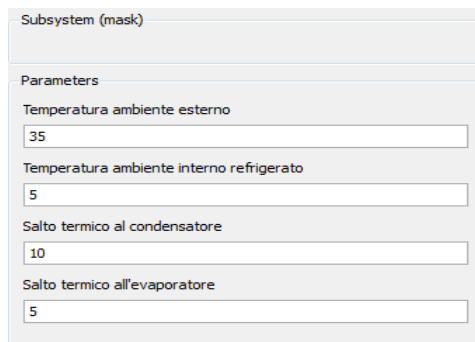 Subsystem (mask)
Parameters
Temperatura ambiente esterno
35
Temperatura ambiente interno refrigerato
5
Salto termico al condensatore
10
Salto termico all'evaporatore
5